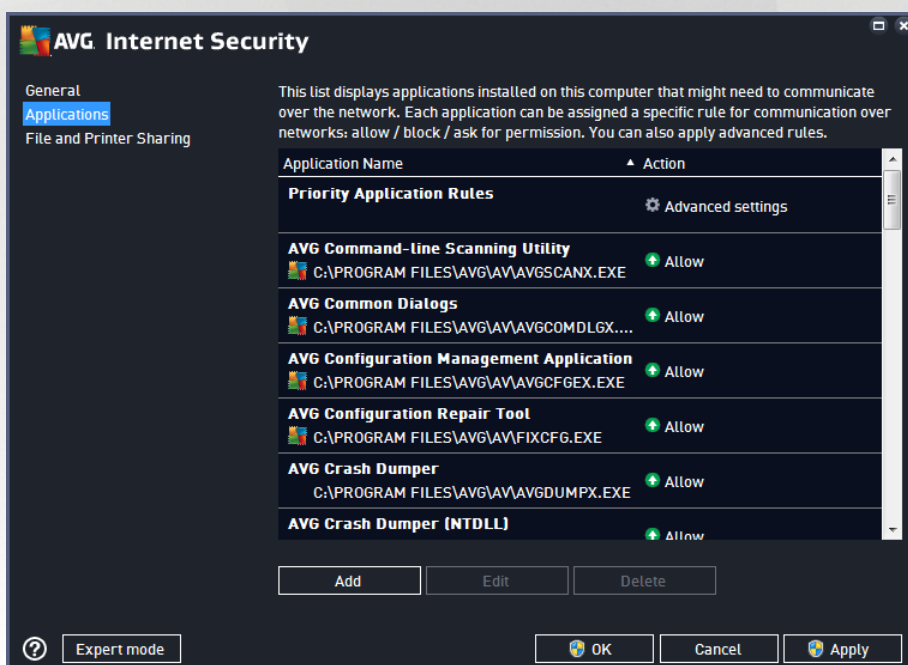 AVG Internet Security
General
Applications
File and Printer Sharing
This list displays applications installed on this computer that might need to communicate
over the network. Each application can be assigned a specific rule for communication over
networks: allow / block / ask for permission. You can also apply advanced rules.
Application Name Action
Priority Application Rules
Advanced settings
AVG Command-line Scanning Utility
C:\PROGRAM FILES\AVG\AV\AVGSCANX.EXE
Allow
AVG Common Dialogs
C:\PROGRAM FILES\AVG\AV\AVGCOMDLGX....
Allow
AVG Configuration Management Application
C:\PROGRAM FILES\AVG\AV\AVGCFGEX.EXE
Allow
AVG Configuration Repair Tool
C:\PROGRAM FILES\AVG\AV\FIXCFG.EXE
Allow
AVG Crash Dumper
C:\PROGRAM FILES\AVG\AV\AVGDUMPX.EXE
Allow
AVG Crash Dumper (NTDLL)
Allow
Add Edit Delete
? Expert mode OK Cancel Apply